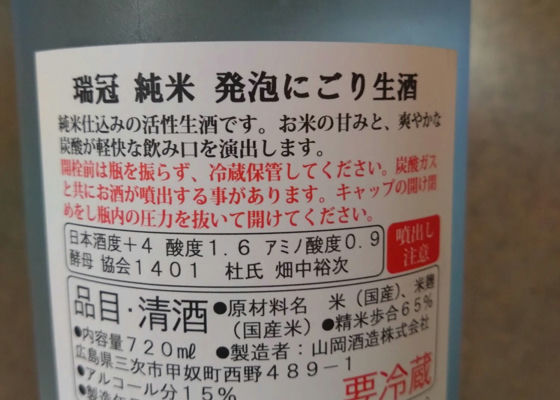 瑞冠 純米 発泡にごり生酒
純米仕込みの活性生酒です。お米の甘みと、爽やかな
炭酸が軽快な飲み口を演出します。
開栓前は瓶を振らず、冷蔵保管してください。炭酸ガス
と共にお酒が噴出する事があります。キャップの開け閉
めをし瓶内の圧力を抜いて開けてください。
日本酒度+4 酸度1.6 アミノ酸度0.9
酵母 協会1401 杜氏 畑中裕次
噴出し
注意
品目・清酒
●原材料名 米(国産)、米麹
(国産米)●精米歩合65%
●内容量720㎖ ●製造者:山岡酒造株式会社
広島県三次市甲奴町西野489-1
●アルコール分15%
要冷蔵